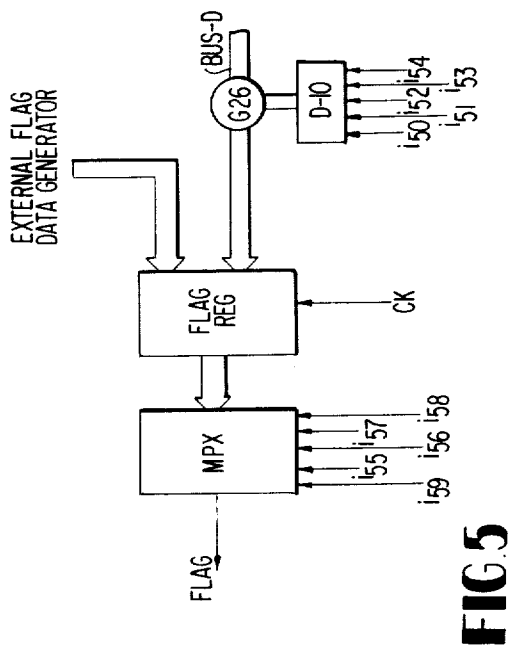 EXTERNAL FLAG
DATA GENERATOR
BUS-D
G26
D-10
i50
i51
i52
i53
i54
FLAG
REG
CK
MPX
i59
i55
i56
i57
i58
FLAG
FIG.5